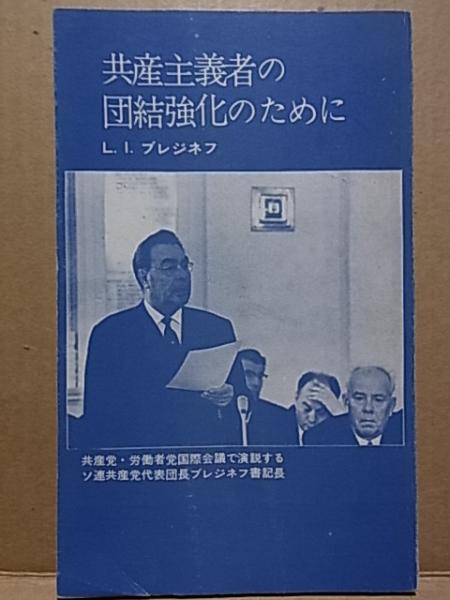 共産主義者の
団結強化のために
L. I. ブレジネフ
共産党・労働者党国際会議で演説する
ソ連共産党代表団長ブレジネフ書記長